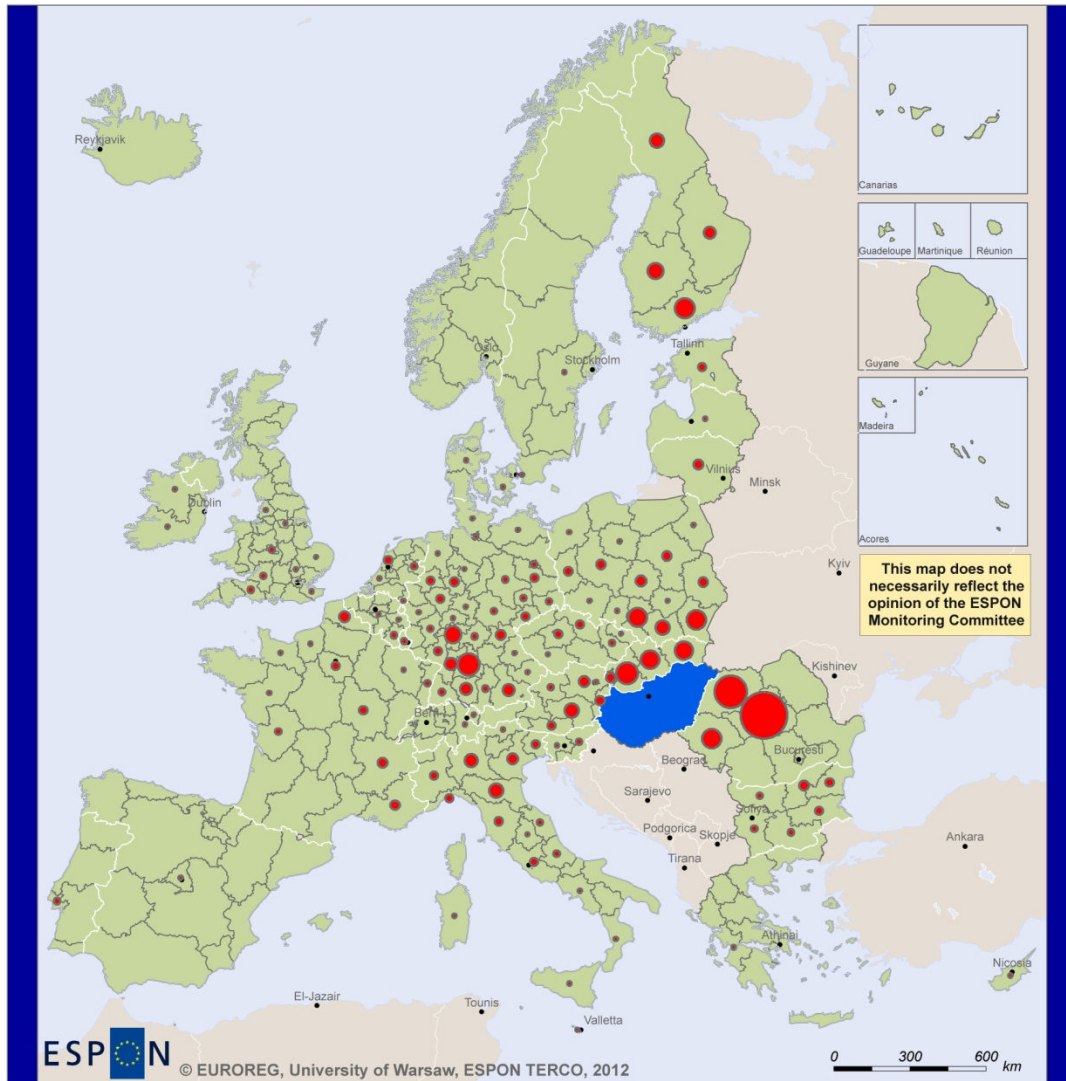 Reykjavik
Canarias
Guadeloupe
Martinique
Réunion
Guyane
Madeira
Acores
Oslo
Stockholm
Tallinn
Vilnius
Minsk
Dublin
Kyiv
This map does not
necessarily reflect the
opinion of the ESPON
Monitoring Committee
Kishinev
Bern
Bucuresti
Beograd
Sarajevo
Sofiya
Podgorica
Skopje
Tirana
Ankara
Athinai
Nicosia
El-Jazair
Tounis
Valletta
ESPON
© EUROREG, University of Warsaw, ESPON TERCO, 2012
0 300 600
km